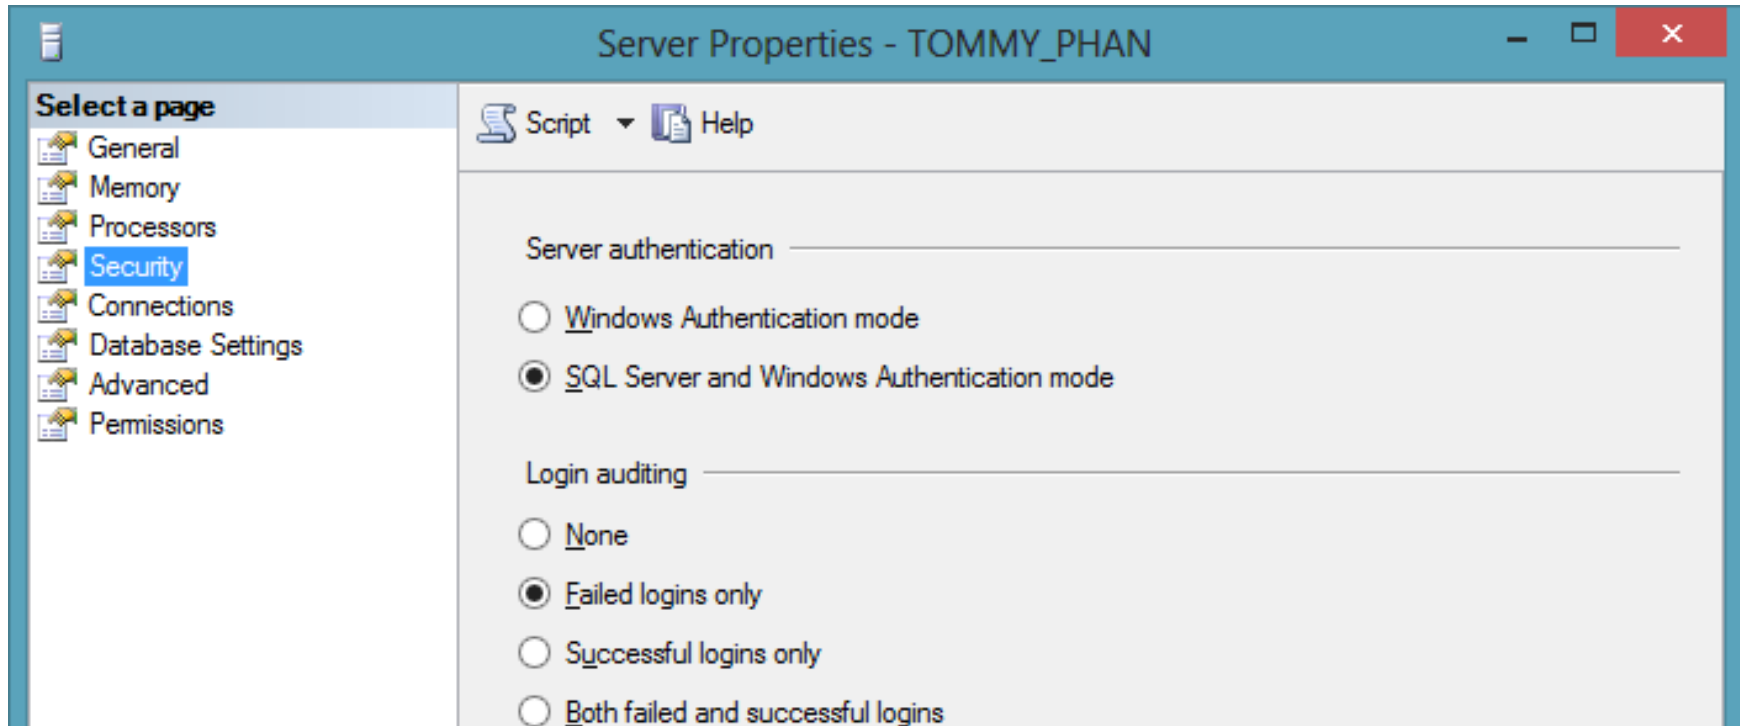 Server Properties - TOMMY_PHAN
Select a page
General
Memory
Processors
Security
Connections
Database Settings
Advanced
Permissions
Script
Help
Server authentication
Windows Authentication mode
SQL Server and Windows Authentication mode
Login auditing
None
Failed logins only
Successful logins only
Both failed and successful logins